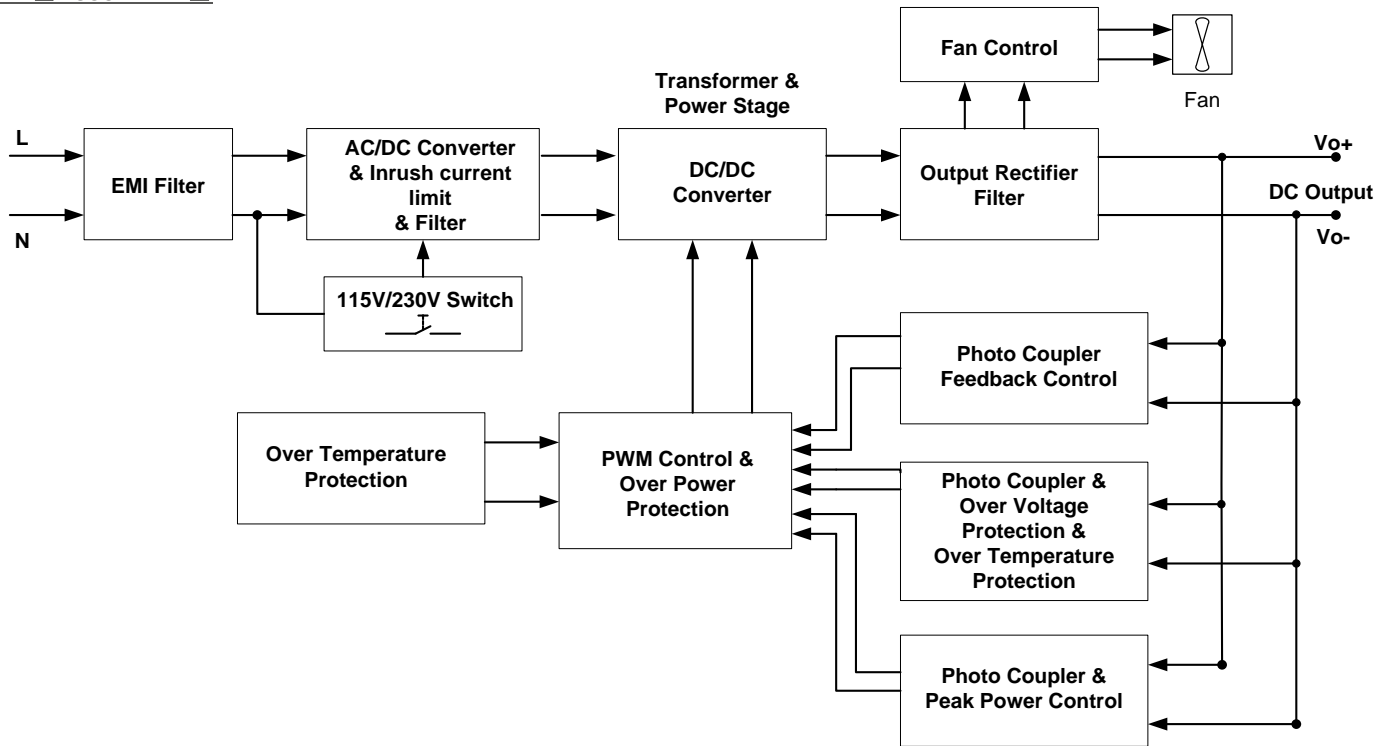 Fan Control
Fan
Transformer &
Power Stage
L
N
EMI Filter
AC/DC Converter
& Inrush current
limit
& Filter
DC/DC
Converter
Output Rectifier
Filter
Vo+
DC Output
Vo-
115V/230V Switch
Photo Coupler
Feedback Control
Over Temperature
Protection
PWM Control &
Over Power
Protection
Photo Coupler &
Over Voltage
Protection &
Over Temperature
Protection
Photo Coupler &
Peak Power Control